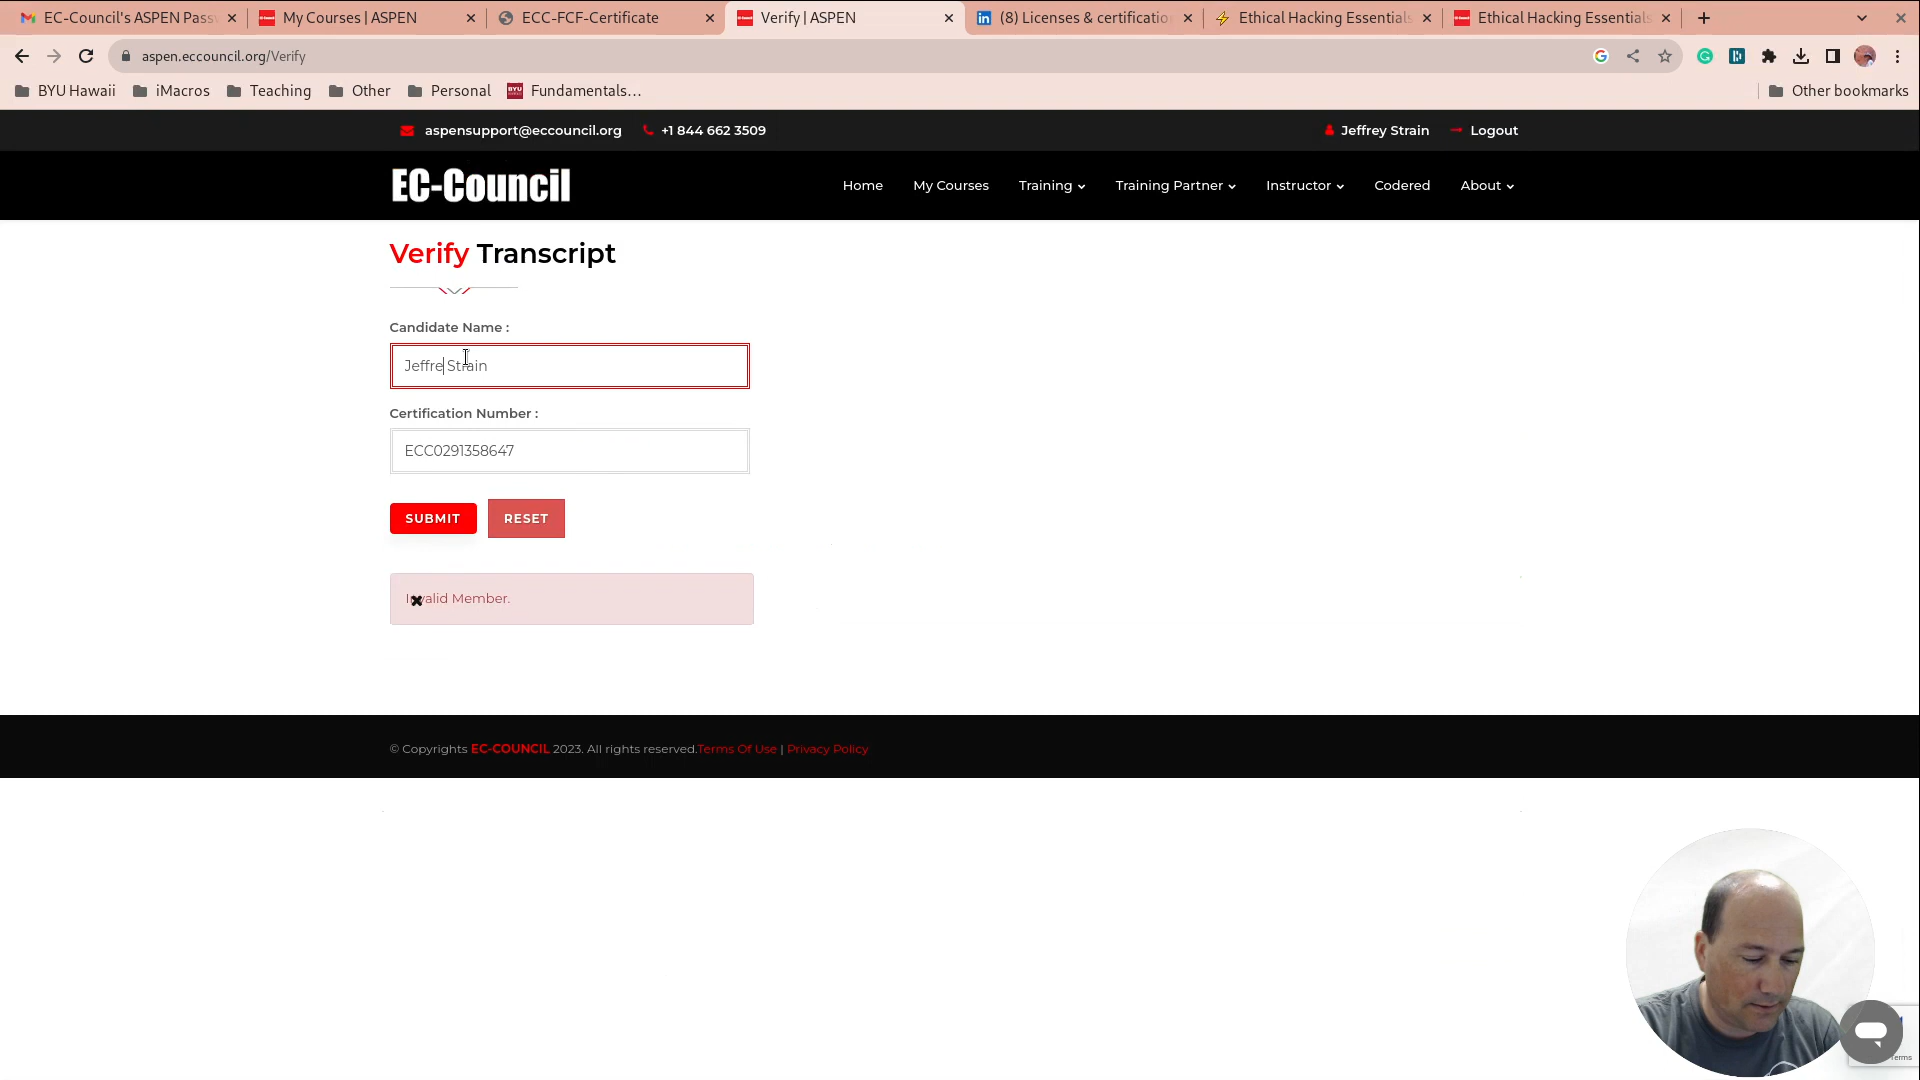 EC-Council's ASPEN Passw
My Courses | ASPEN
ECC-FCF-Certificate
Verify | ASPEN
(8) Licenses & certificatio
Ethical Hacking Essentials
Ethical Hacking Essentials
aspen.eccouncil.org/Verify
BYU Hawaii
iMacros
Teaching
Other
Personal
Fundamentals...
Other bookmarks
aspensupport@eccouncil.org
+1 844 662 3509
Jeffrey Strain
Logout
EC-Council
Home
My Courses
Training
Training Partner
Instructor
Codered
About
Verify Transcript
Candidate Name :
Jeffre Strain
Certification Number :
ECC0291358647
SUBMIT
RESET
Invalid Member.
© Copyrights EC-COUNCIL 2023. All rights reserved.Terms Of Use | Privacy Policy
Terms